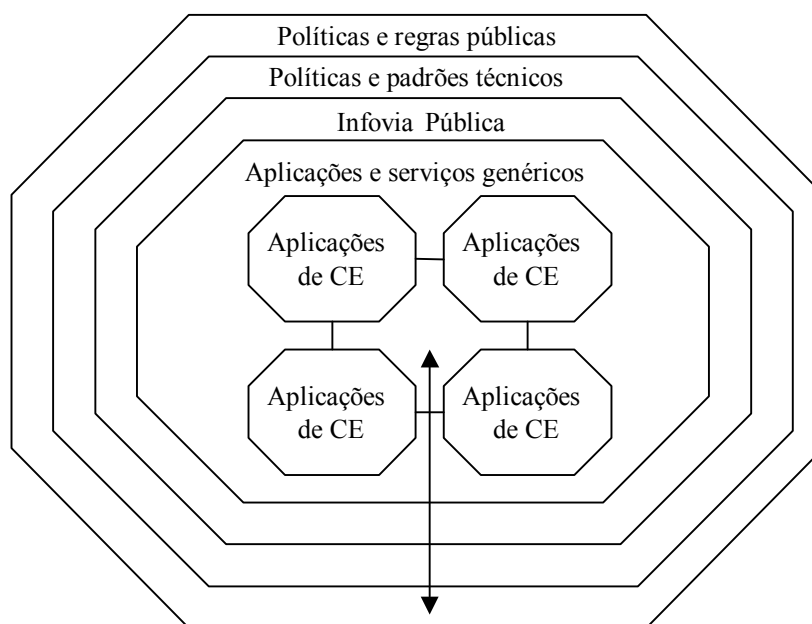 Políticas e regras públicas
Políticas e padrões técnicos
Infovia Pública
Aplicações e serviços genéricos
Aplicações
de CE
Aplicações
de CE
Aplicações
de CE
Aplicações
de CE